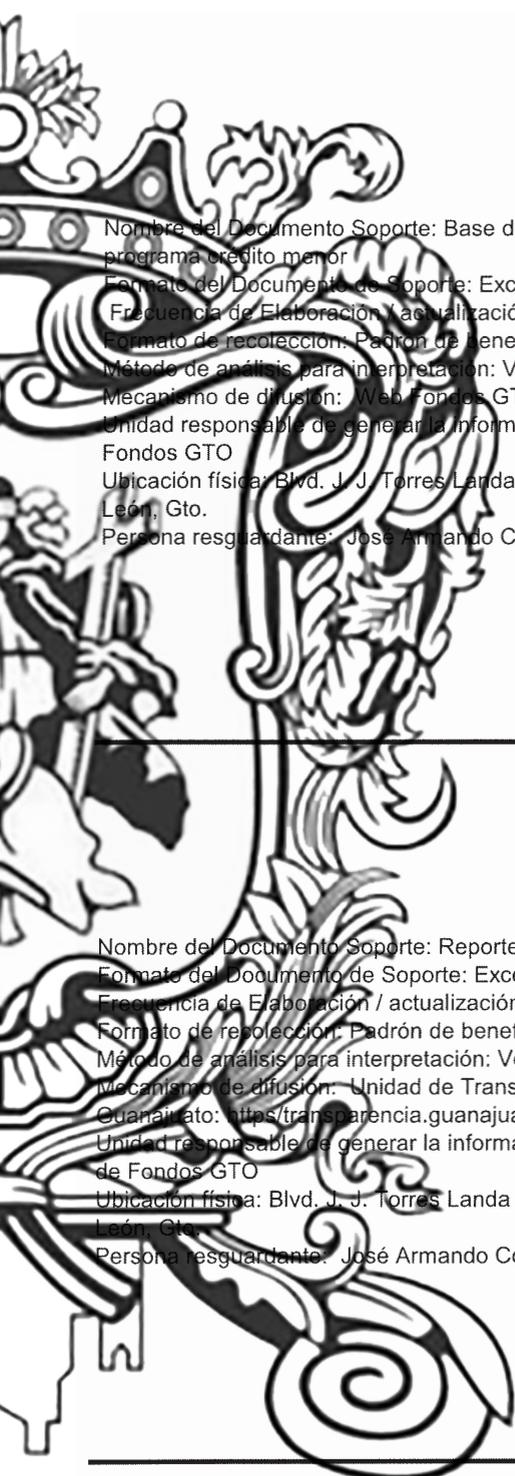 Nombre del Documento Soporte: Base d
programa crédito menor
Formato del Documento de Soporte: Exc
Frecuencia de Elaboración / actualizació
Formato de recolección: Padrón de bene
Método de análisis para interpretación: V
Mecanismo de difusión: Web Fondos GT
Unidad responsable de generar la inform
Fondos GTO
Ubicación física: Blvd. J. J. Torres Landa
León, Gto.
Persona resguardante: José Armando C
Nombre del Documento Soporte: Reporte
Formato del Documento de Soporte: Exce
Frecuencia de Elaboración / actualización
Formato de recolección: Padrón de benef
Método de análisis para interpretación: Ve
Mecanismo de difusión: Unidad de Trans
Guanajuato: https/transparencia.guanajua
Unidad responsable de generar la informa
de Fondos GTO
Ubicación física: Blvd. J. J. Torres Landa
León, Gto.
Persona resguardante: José Armando Co